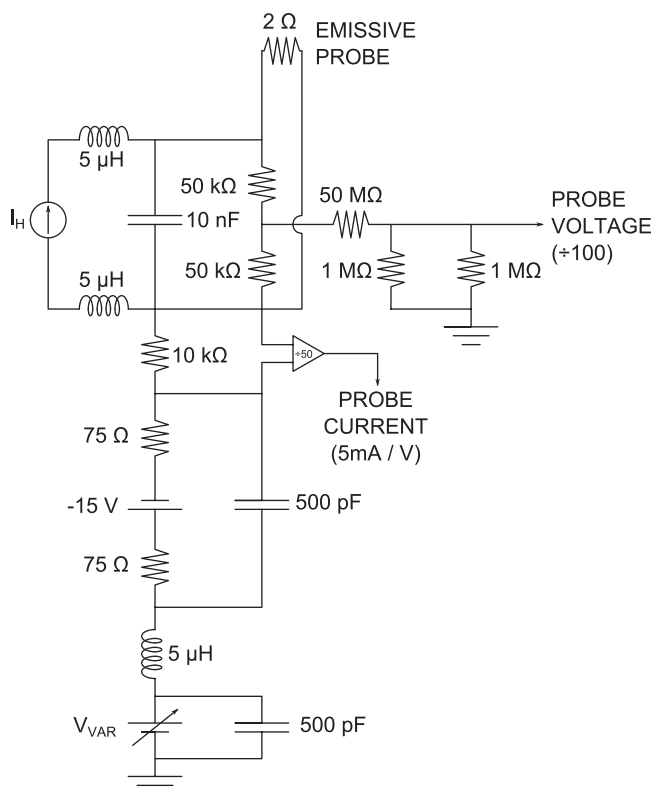 2 Ω
EMISSIVE
PROBE
5 µH
50 kΩ
50 MΩ
PROBE
VOLTAGE
(÷100)
I_H
10 nF
50 kΩ
1 MΩ
1 MΩ
5 µH
10 kΩ
÷50
PROBE
CURRENT
(5mA / V)
75 Ω
-15 V
500 pF
75 Ω
5 µH
V_VAR
500 pF